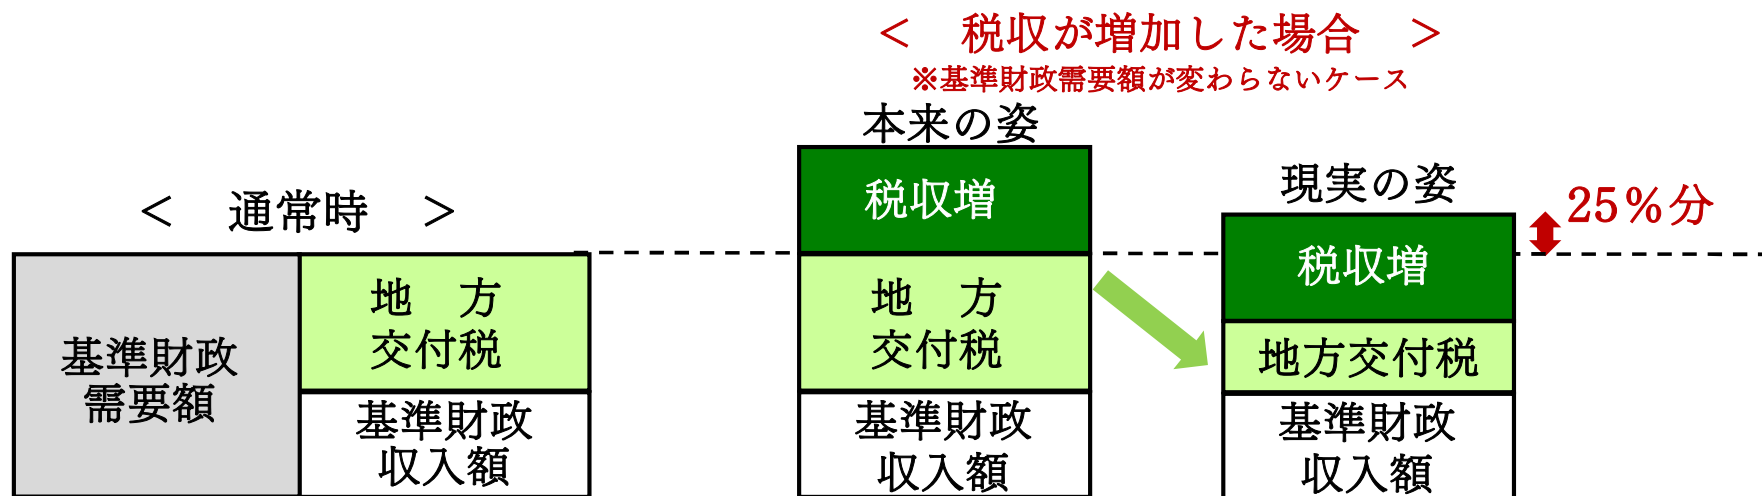 ＜　税収が増加した場合　＞
※基準財政需要額が変わらないケース
本来の姿
税収増
地　方
交付税
基準財政
収入額
現実の姿
25％分
税収増
地方交付税
基準財政
収入額
＜　通常時　＞
基準財政
需要額
地　方
交付税
基準財政
収入額